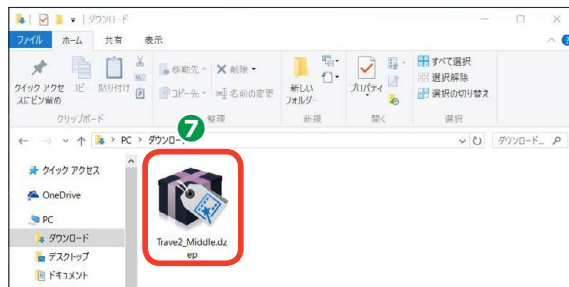 ダウンロード
ファイル ホーム 共有 表示
クイック アクセスにピン留め
コピー 貼り付け
移動先 削除
コピー先 名前の変更
新しいフォルダー
プロパティ
すべて選択
選択解除
選択の切り替え
クリップボード 整理 新規 開く 選択
7
PC > ダウンロード
ダウンロード...
クイック アクセス
OneDrive
PC
ダウンロード
デスクトップ
ドキュメント
Trave2_Middle.dz
ep